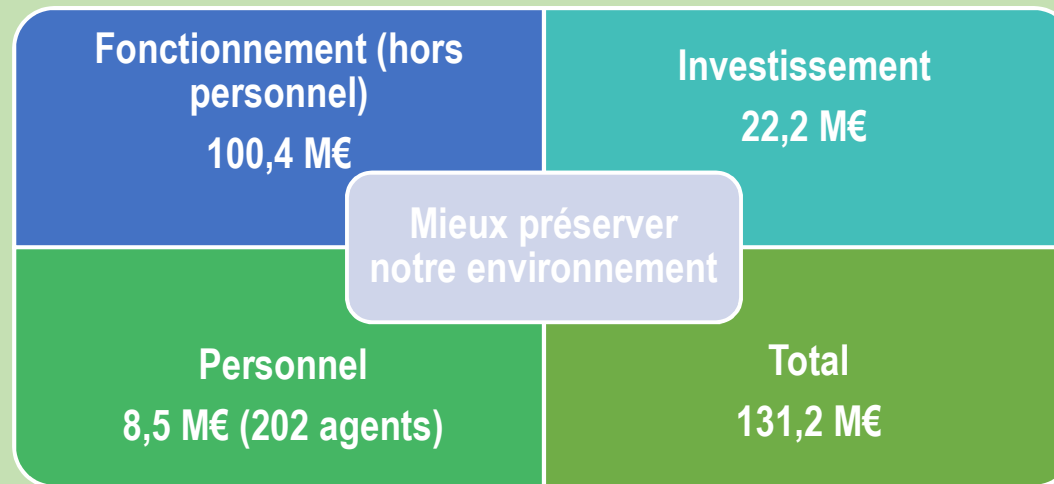 Fonctionnement (hors
personnel)
100,4 M€
Investissement
22,2 M€
Mieux préserver
notre environnement
Personnel
8,5 M€ (202 agents)
Total
131,2 M€